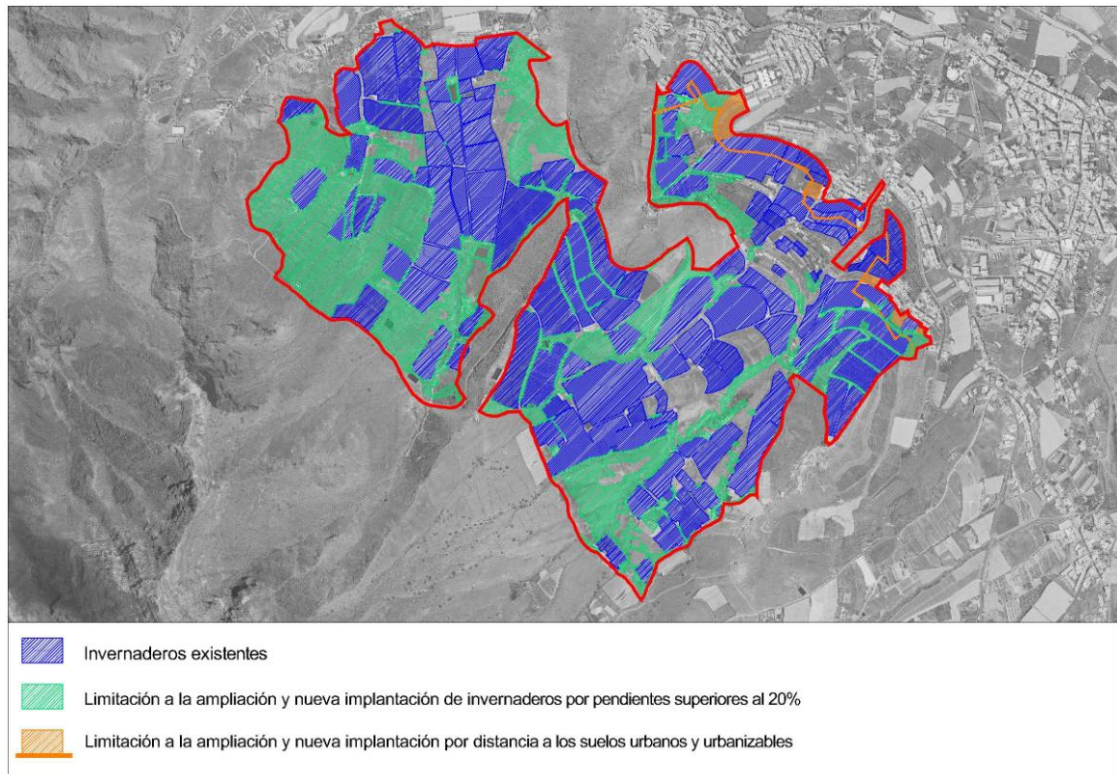 Invernaderos existentes
Limitación a la ampliación y nueva implantación de invernaderos por pendientes superiores al 20%
Limitación a la ampliación y nueva implantación por distancia a los suelos urbanos y urbanizables